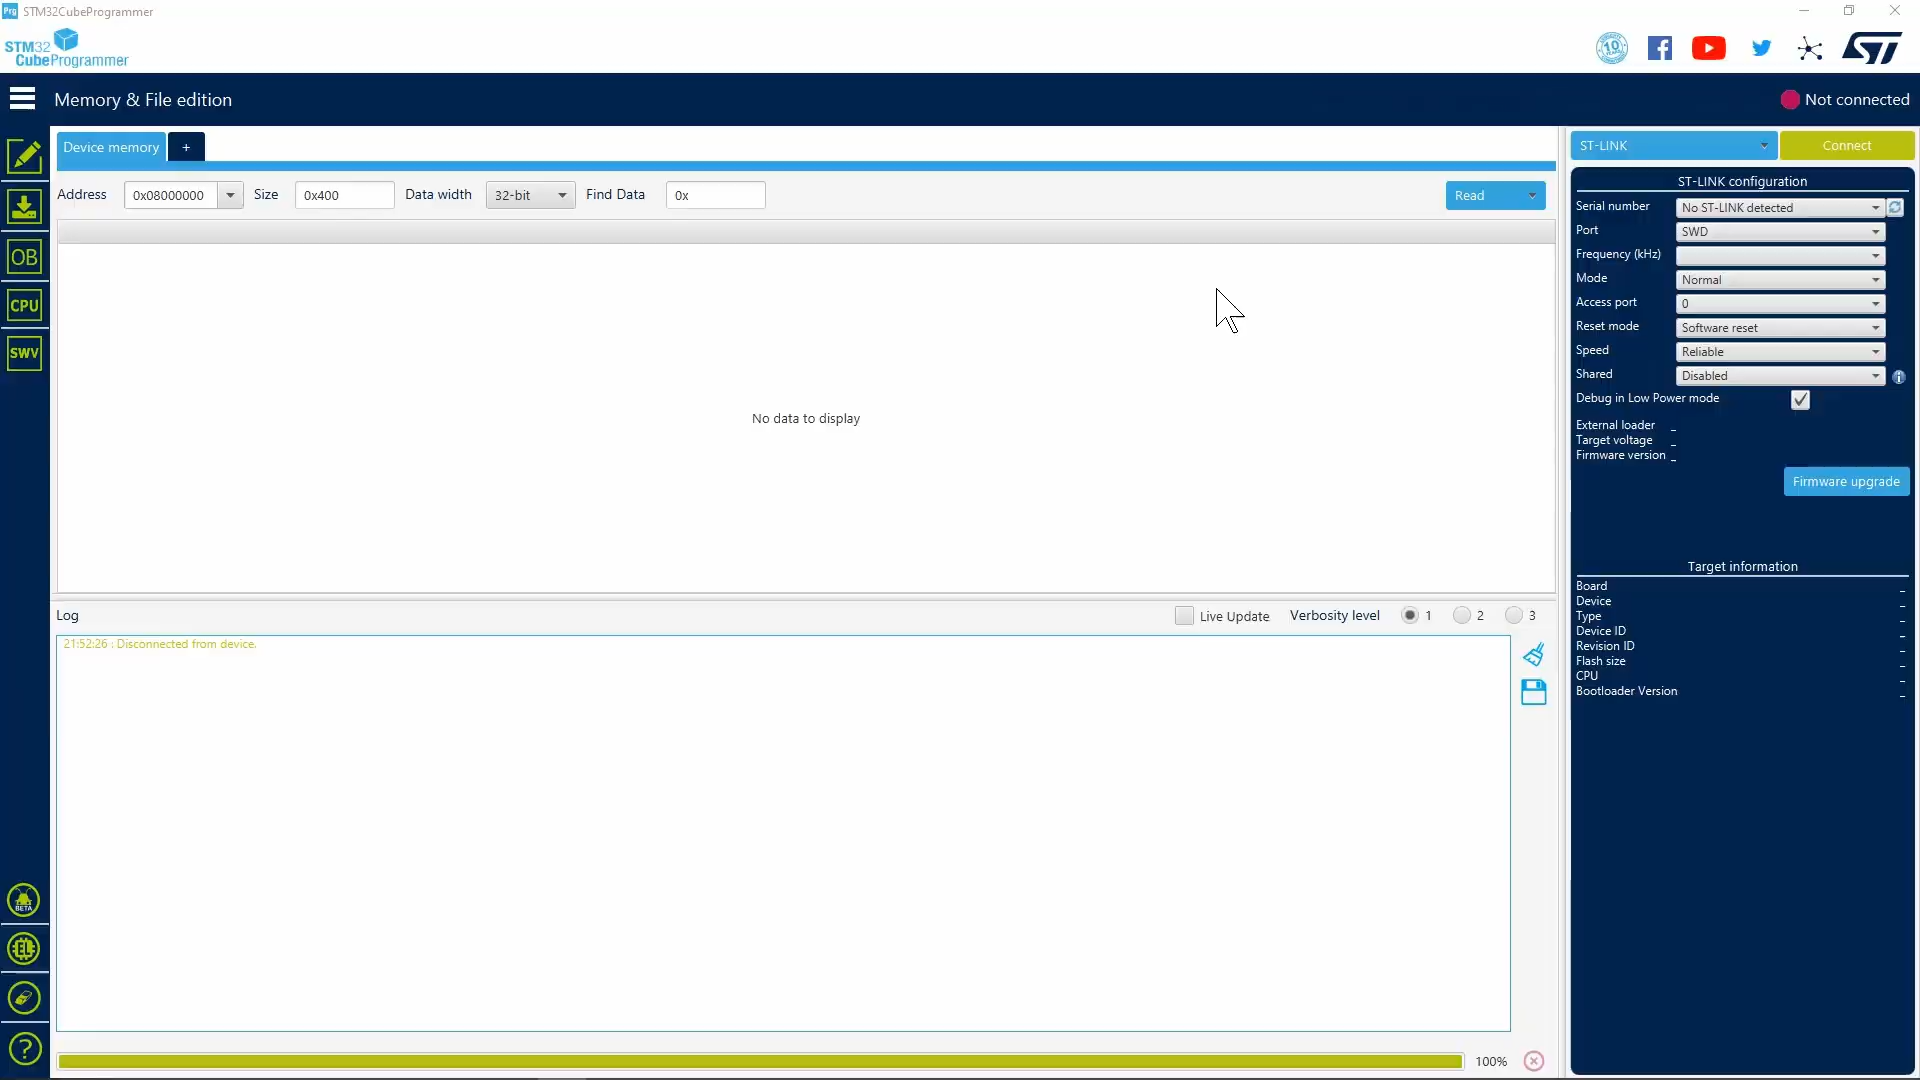 Prg STM32CubeProgrammer
STM32
CubeProgrammer
10
Memory & File edition
Not connected
Device memory
+
ST-LINK
Connect
Address 0x08000000 Size 0x400 Data width 32-bit Find Data 0x Read
ST-LINK configuration
Serial number No ST-LINK detected
Port SWD
Frequency (kHz)
Mode Normal
Access port 0
Reset mode Software reset
Speed Reliable
Shared Disabled
Debug in Low Power mode
External loader _
Target voltage _
Firmware version _
Firmware upgrade
Target information
Board _
Device _
Type _
Device ID _
Revision ID _
Flash size _
CPU _
Bootloader Version _
OB
CPU
SWV
No data to display
Log
Live Update Verbosity level 1 2 3
21:52:26 : Disconnected from device.
BETA
EL
?
100%